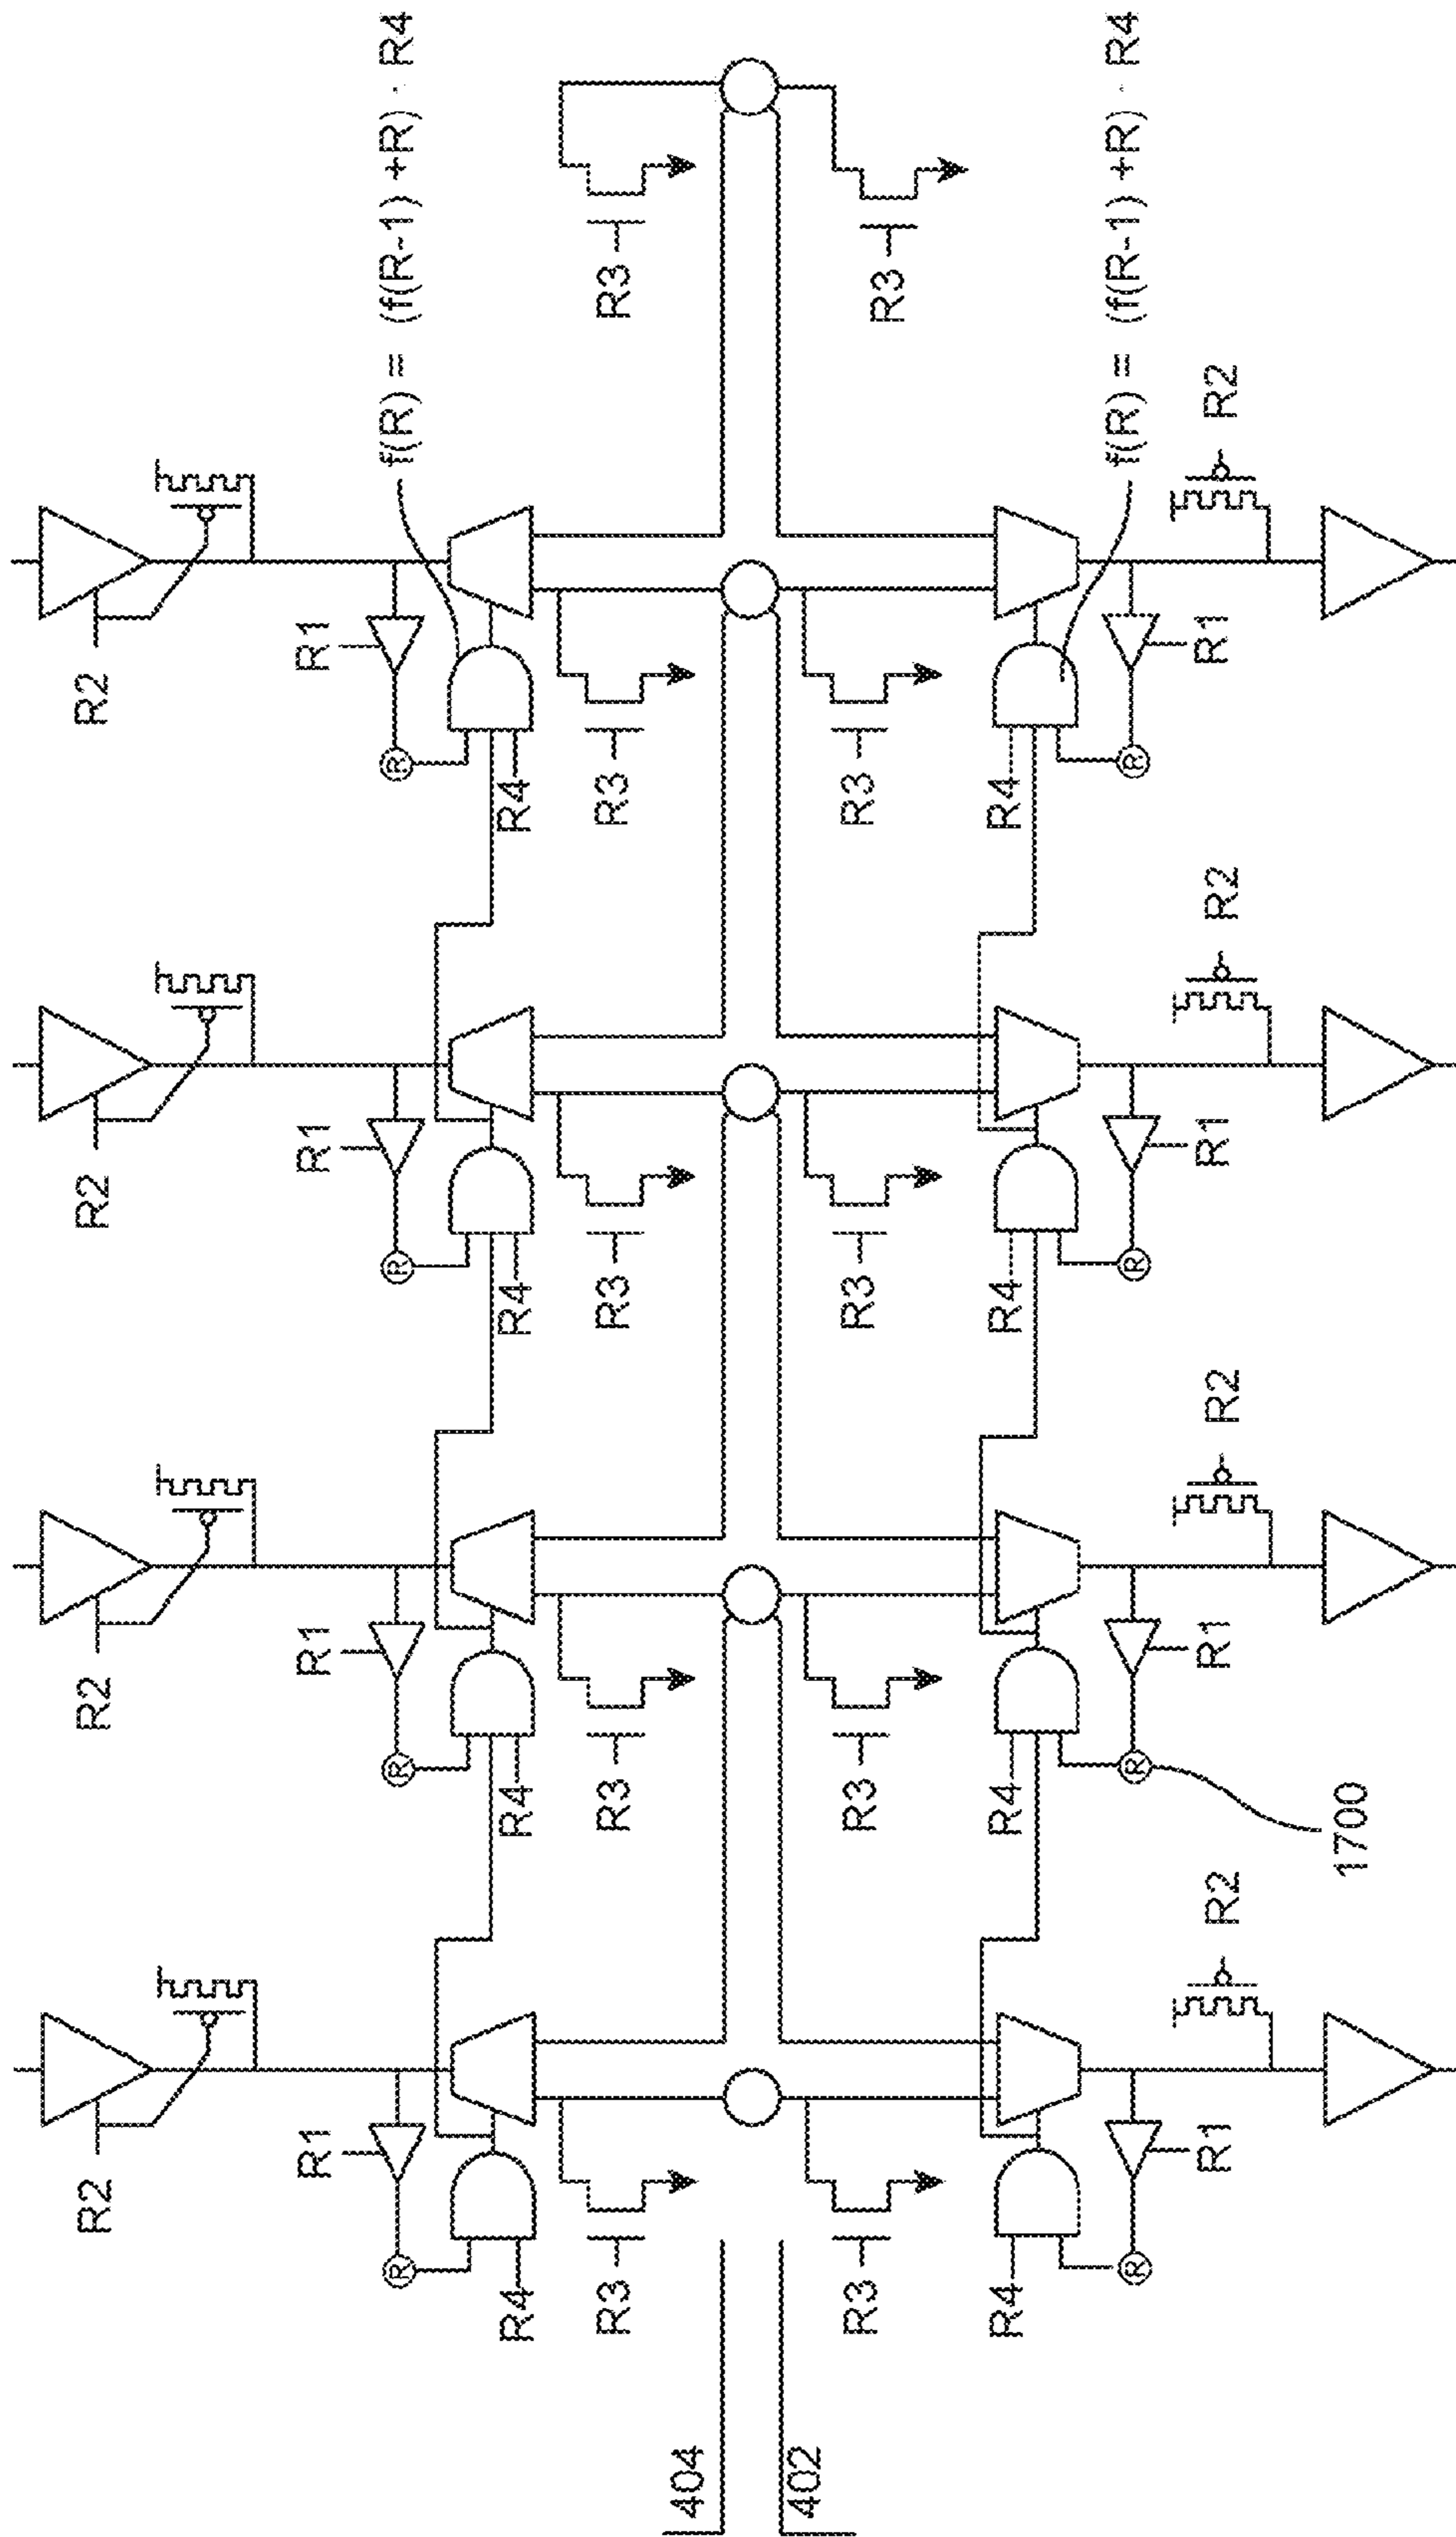 R2 R2 R2 R2
R1 R1 R1 R1
R R R R f(R) = (f(R-1) +R) · R4
R4 R4 R4 R4
R3 R3 R3 R3 R3
404
402
R3 R3 R3 R3 R3
R4 R4 R4 R4
R R R R f(R) = (f(R-1) +R) · R4
R1 R1 R1 R1
R2 R2 R2 R2
1700